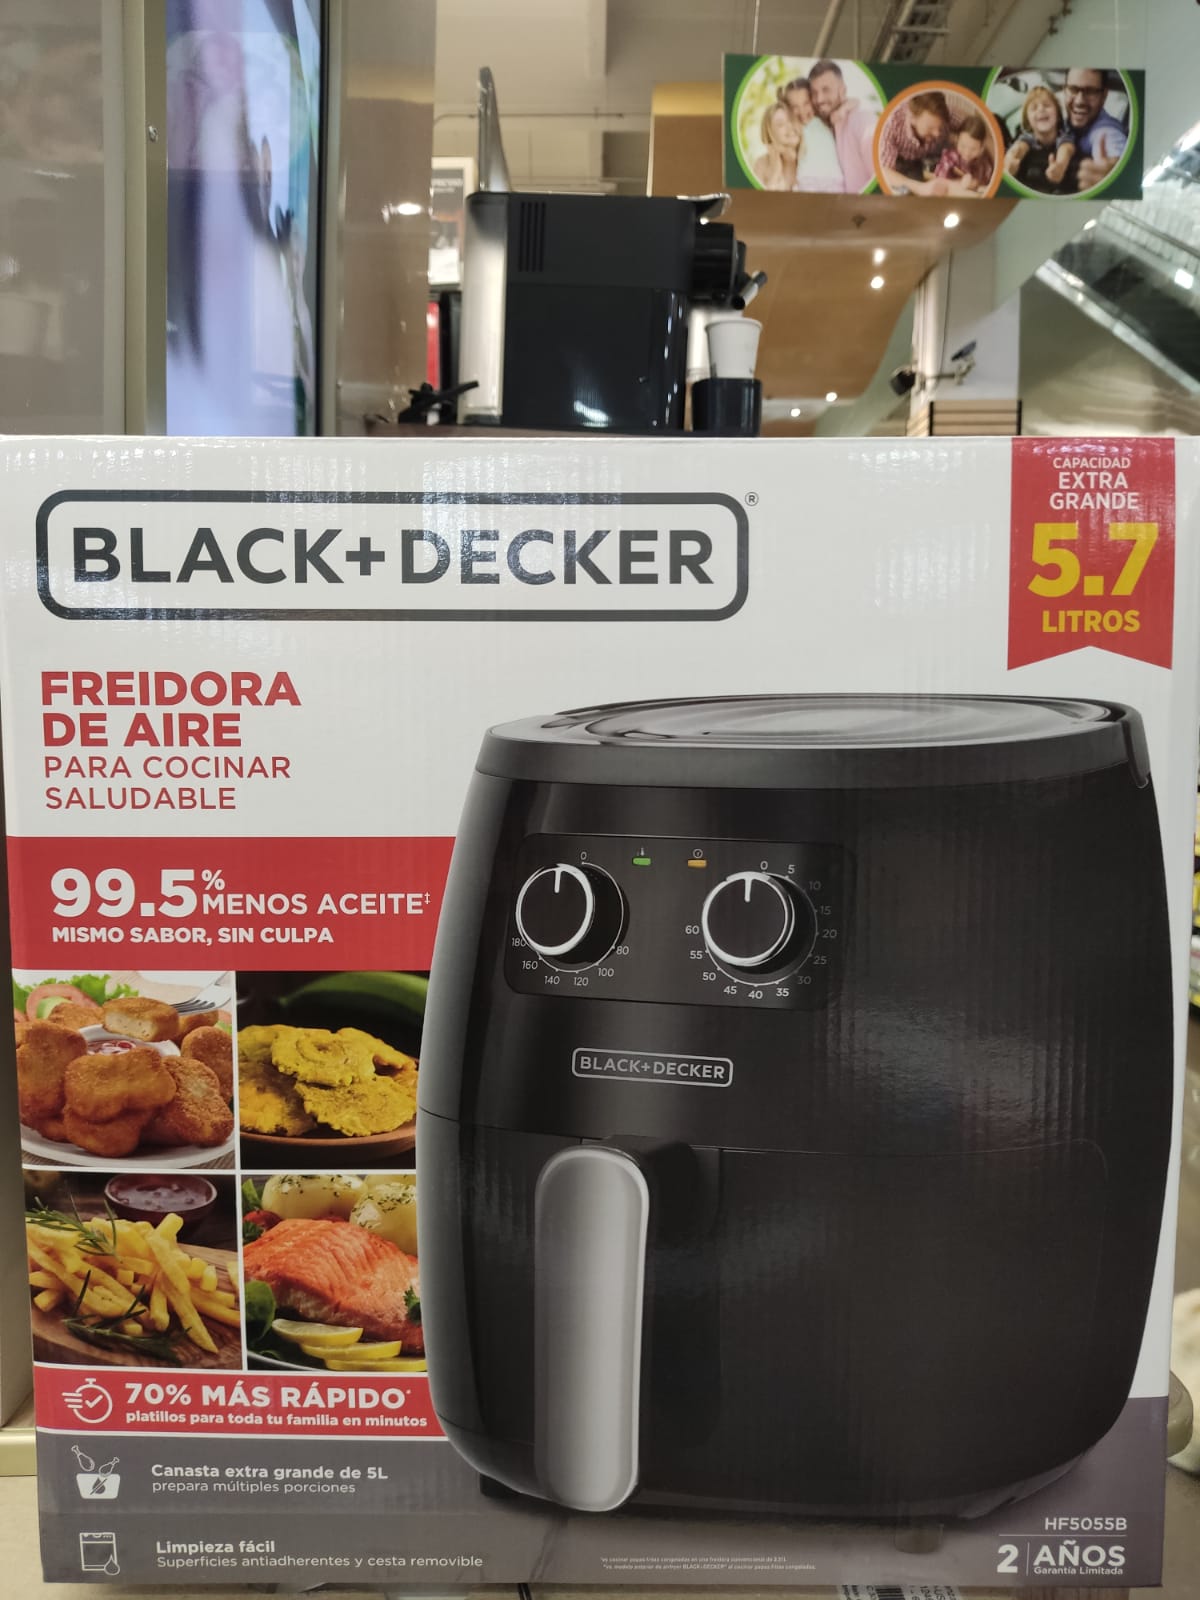 BLACK+DECKER®
CAPACIDAD
EXTRA
GRANDE
5.7
LITROS
FREIDORA
DE AIRE
PARA COCINAR
SALUDABLE
99.5%
MENOS ACEITE‡
MISMO SABOR, SIN CULPA
0
180
160
140
120
100
80
0
5
10
15
20
25
30
35
40
45
50
55
60
BLACK+DECKER
70% MÁS RÁPIDO*
platillos para toda tu familia en minutos
Canasta extra grande de 5L
prepara múltiples porciones
Limpieza fácil
Superficies antiadherentes y cesta removible
HF5055B
2 AÑOS
Garantía Limitada